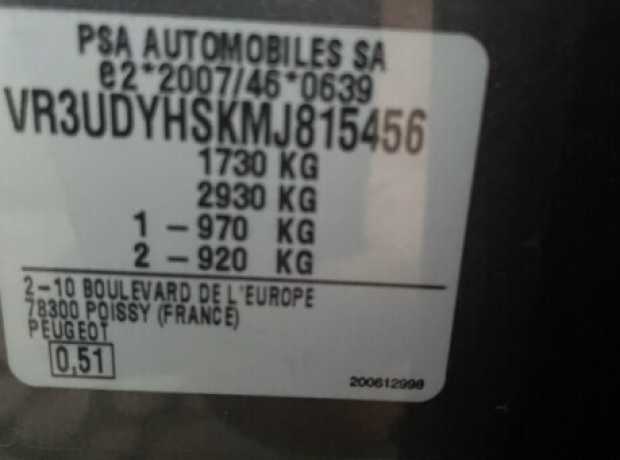 PSA AUTOMOBILES SA
e2*2007/46*0639
VR3UDYHSKMJ815456
1730 KG
2930 KG
1 – 970 KG
2 – 920 KG
2–10 BOULEVARD DE L'EUROPE
78300 POISSY (FRANCE)
PEUGEOT
0,51
200612998